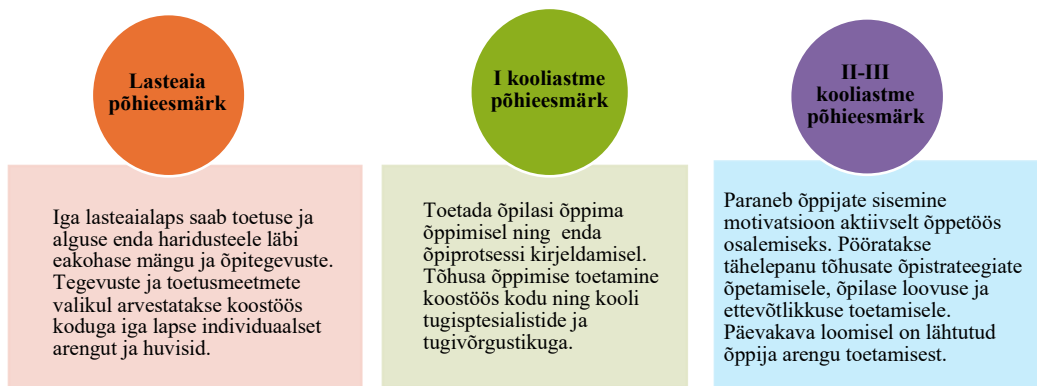 Lasteaia
põhieesmärk
Iga lasteaialaps saab toetuse ja
alguse enda haridusteele läbi
eakohase mängu ja õpitegevuste.
Tegevuste ja toetusmeetmete
valikul arvestatakse koostöös
koduga iga lapse individuaalset
arengut ja huvisid.
I kooliastme
põhieesmärk
Toetada õpilasi õppima
õppimisel ning enda
õpiprotsessi kirjeldamisel.
Tõhusa õppimise toetamine
koostöös kodu ning kooli
tugisptesialistide ja
tugivõrgustikuga.
II-III
kooliastme
põhieesmärk
Paraneb õppijate sisemine
motivatsioon aktiivselt õppetöös
osalemiseks. Pööratakse
tähelepanu tõhusate õpistrateegiate
õpetamisele, õpilase loovuse ja
ettevõtlikkuse toetamisele.
Päevakava loomisel on lähtutud
õppija arengu toetamisest.